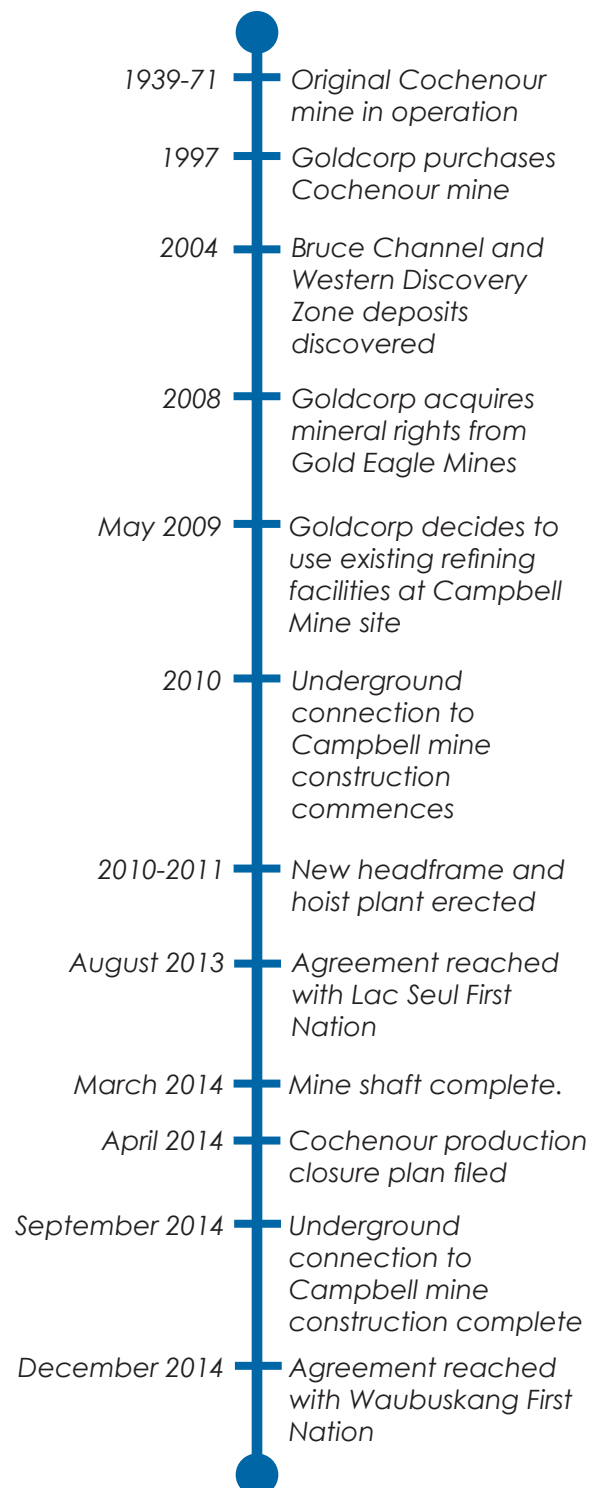 1939-71 Original Cochenour
mine in operation
1997 Goldcorp purchases
Cochenour mine
2004 Bruce Channel and
Western Discovery
Zone deposits
discovered
2008 Goldcorp acquires
mineral rights from
Gold Eagle Mines
May 2009 Goldcorp decides to
use existing refining
facilities at Campbell
Mine site
2010 Underground
connection to
Campbell mine
construction
commences
2010-2011 New headframe and
hoist plant erected
August 2013 Agreement reached
with Lac Seul First
Nation
March 2014 Mine shaft complete.
April 2014 Cochenour production
closure plan filed
September 2014 Underground
connection to
Campbell mine
construction complete
December 2014 Agreement reached
with Waubuskang First
Nation